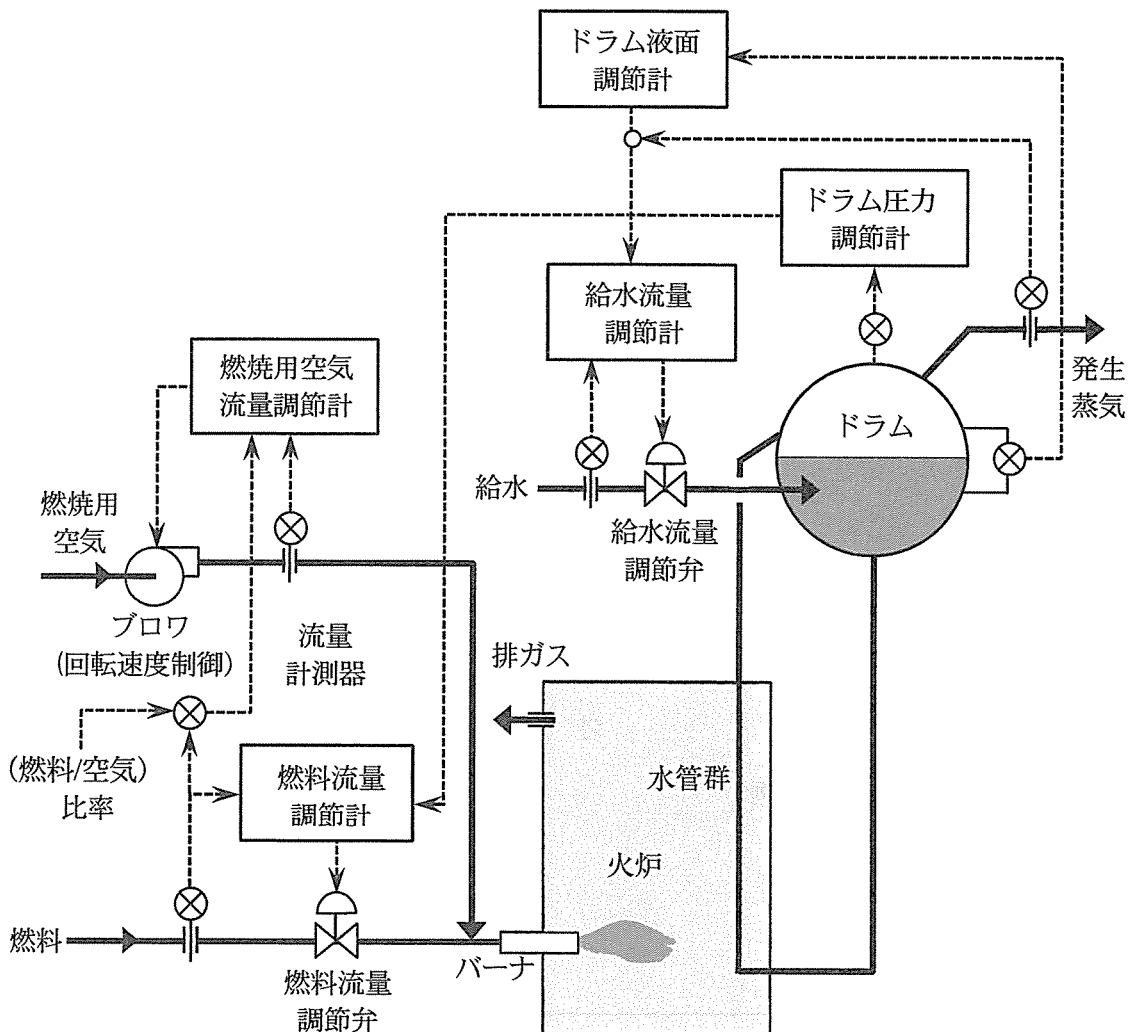 ドラム液面
調節計
ドラム圧力
調節計
給水流量
調節計
燃焼用空気
流量調節計
発生
蒸気
ドラム
給水
給水流量
調節弁
燃焼用
空気
ブロワ
(回転速度制御)
流量
計測器
排ガス
(燃料/空気)
比率
燃料流量
調節計
水管群
火炉
燃料
バーナ
燃料流量
調節弁